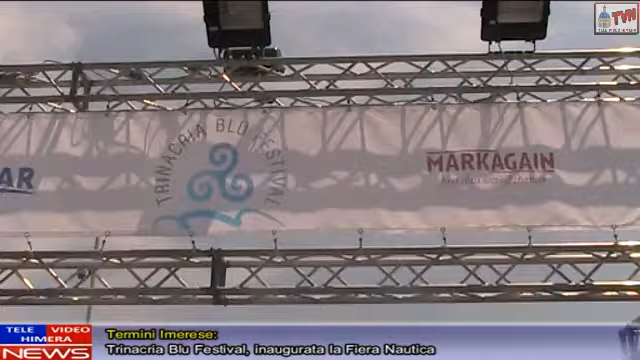 TVH
TRINACRIA BLU FESTIVAL
AR
MARKAGAIN
TELE VIDEO
HIMERA
NEWS
Termini Imerese:
Trinacria Blu Festival, inaugurata la Fiera Nautica